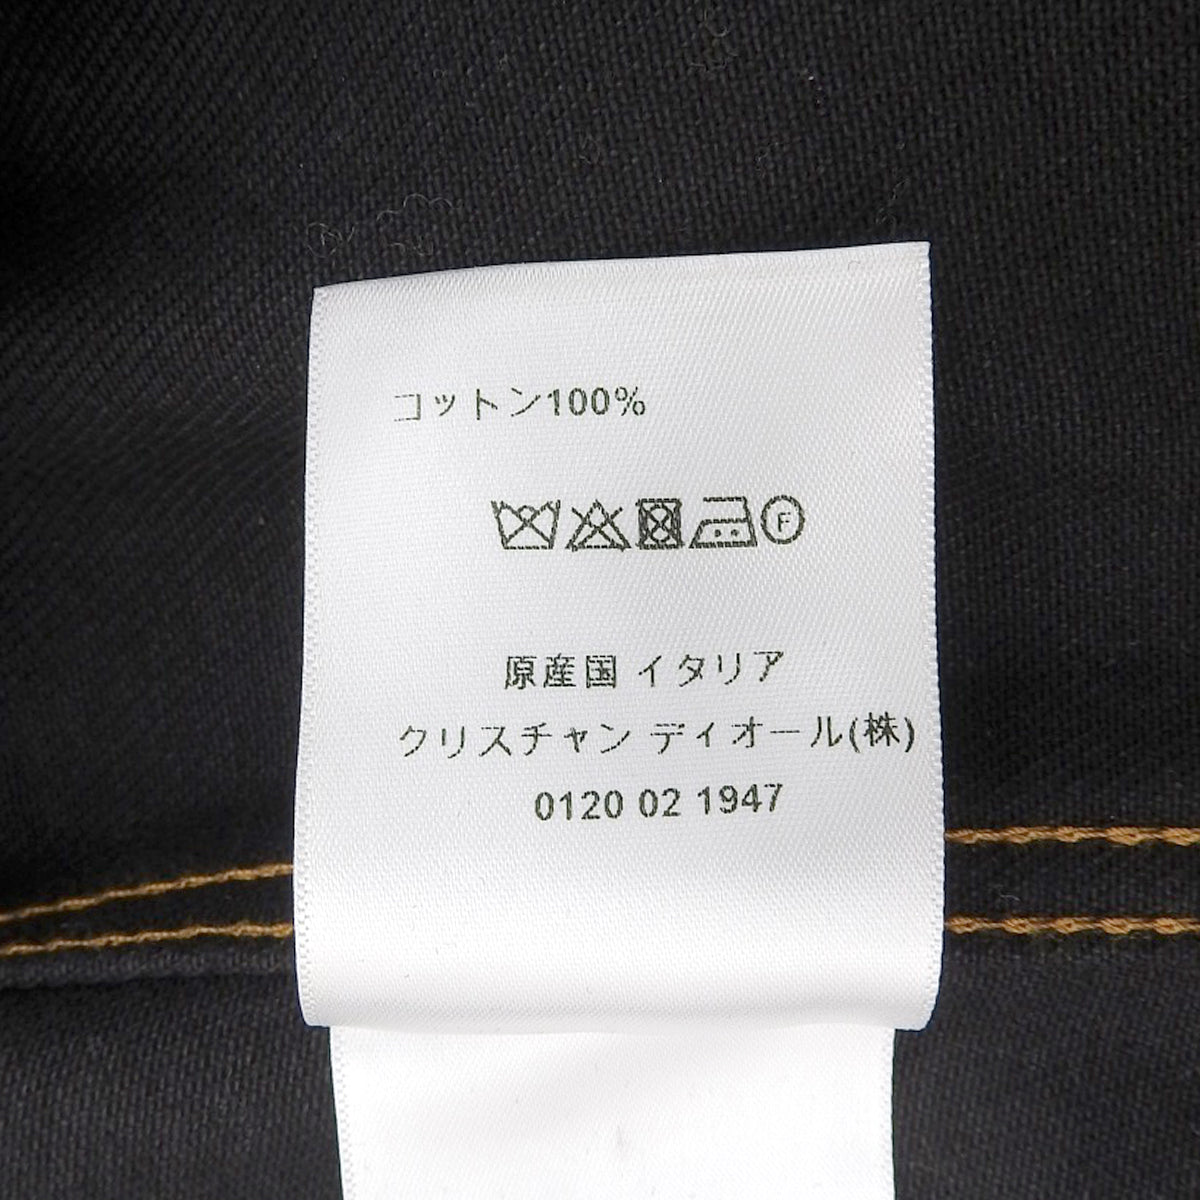 コットン100%
F
原産国 イタリア
クリスチャン ディオール(株)
0120 02 1947